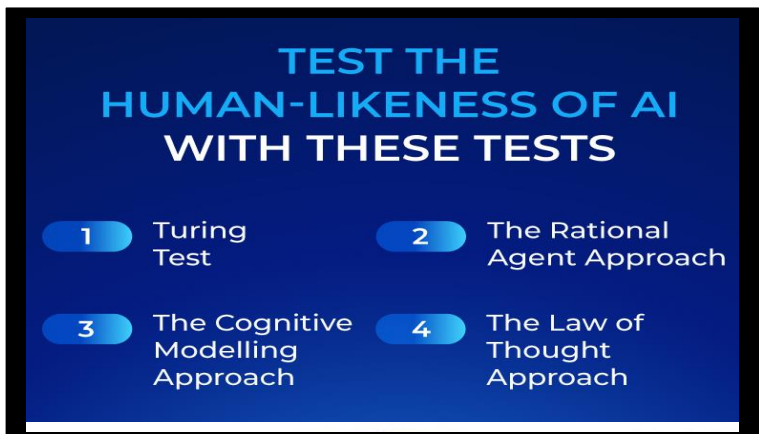 TEST THE
HUMAN-LIKENESS OF AI
WITH THESE TESTS
1
Turing
Test
2
The Rational
Agent Approach
3
The Cognitive
Modelling
Approach
4
The Law of
Thought
Approach